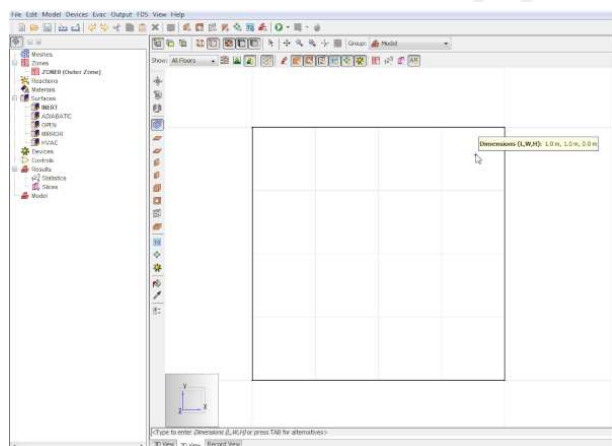 File Edit Model Devices Evac Output FDS View Help
Group: Model
Show: All Floors
Meshes
Zones
ZONE0 (Outer Zone)
Reactions
Materials
Surfaces
INERT
ADIABATIC
OPEN
MIRROR
HVAC
Devices
Controls
Results
Statistics
Slices
Model
Dimensions (L,W,H): 1.0 m, 1.0 m, 0.0 m
Y
Z
<Type to enter Dimensions (L,W,H) or press TAB for alternatives>
3D View 2D View Record View